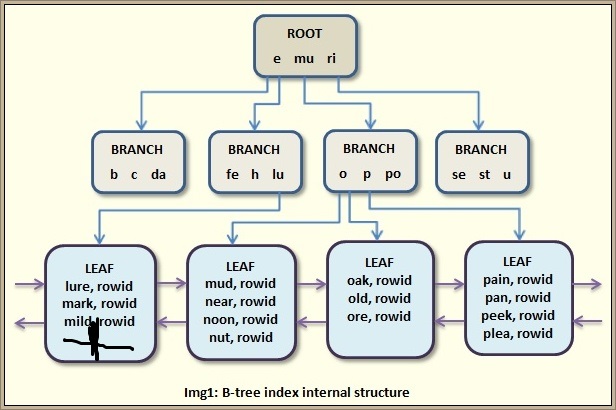 ROOT
e mu ri
BRANCH
b c da
BRANCH
fe h lu
BRANCH
o p po
BRANCH
se st u
LEAF
lure, rowid
mark, rowid
mild, rowid
LEAF
mud, rowid
near, rowid
noon, rowid
nut, rowid
LEAF
oak, rowid
old, rowid
ore, rowid
LEAF
pain, rowid
pan, rowid
peek, rowid
plea, rowid
Img1: B-tree index internal structure